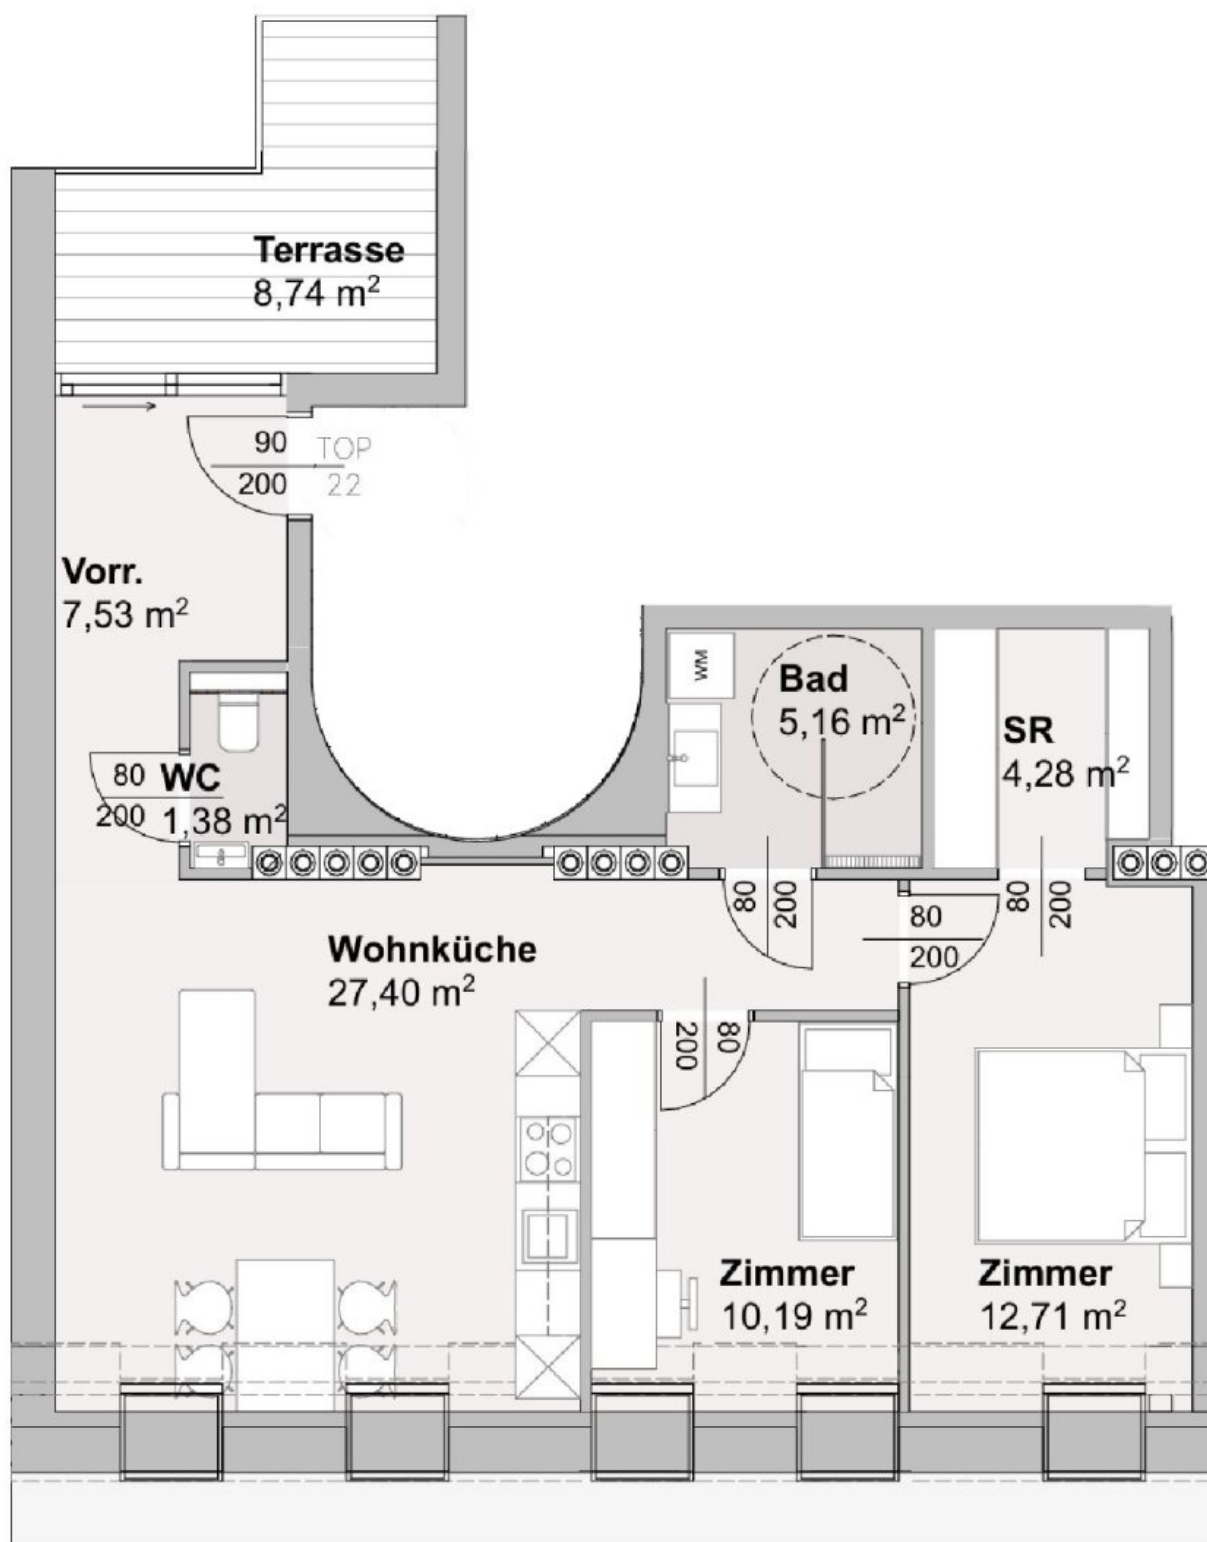 Terrasse
8,74 m²
90
200
TOP
22
Vorr.
7,53 m²
WM
Bad
5,16 m²
SR
4,28 m²
80
200
WC
1,38 m²
80
200
80
200
80
200
Wohnküche
27,40 m²
200
80
Zimmer
10,19 m²
Zimmer
12,71 m²